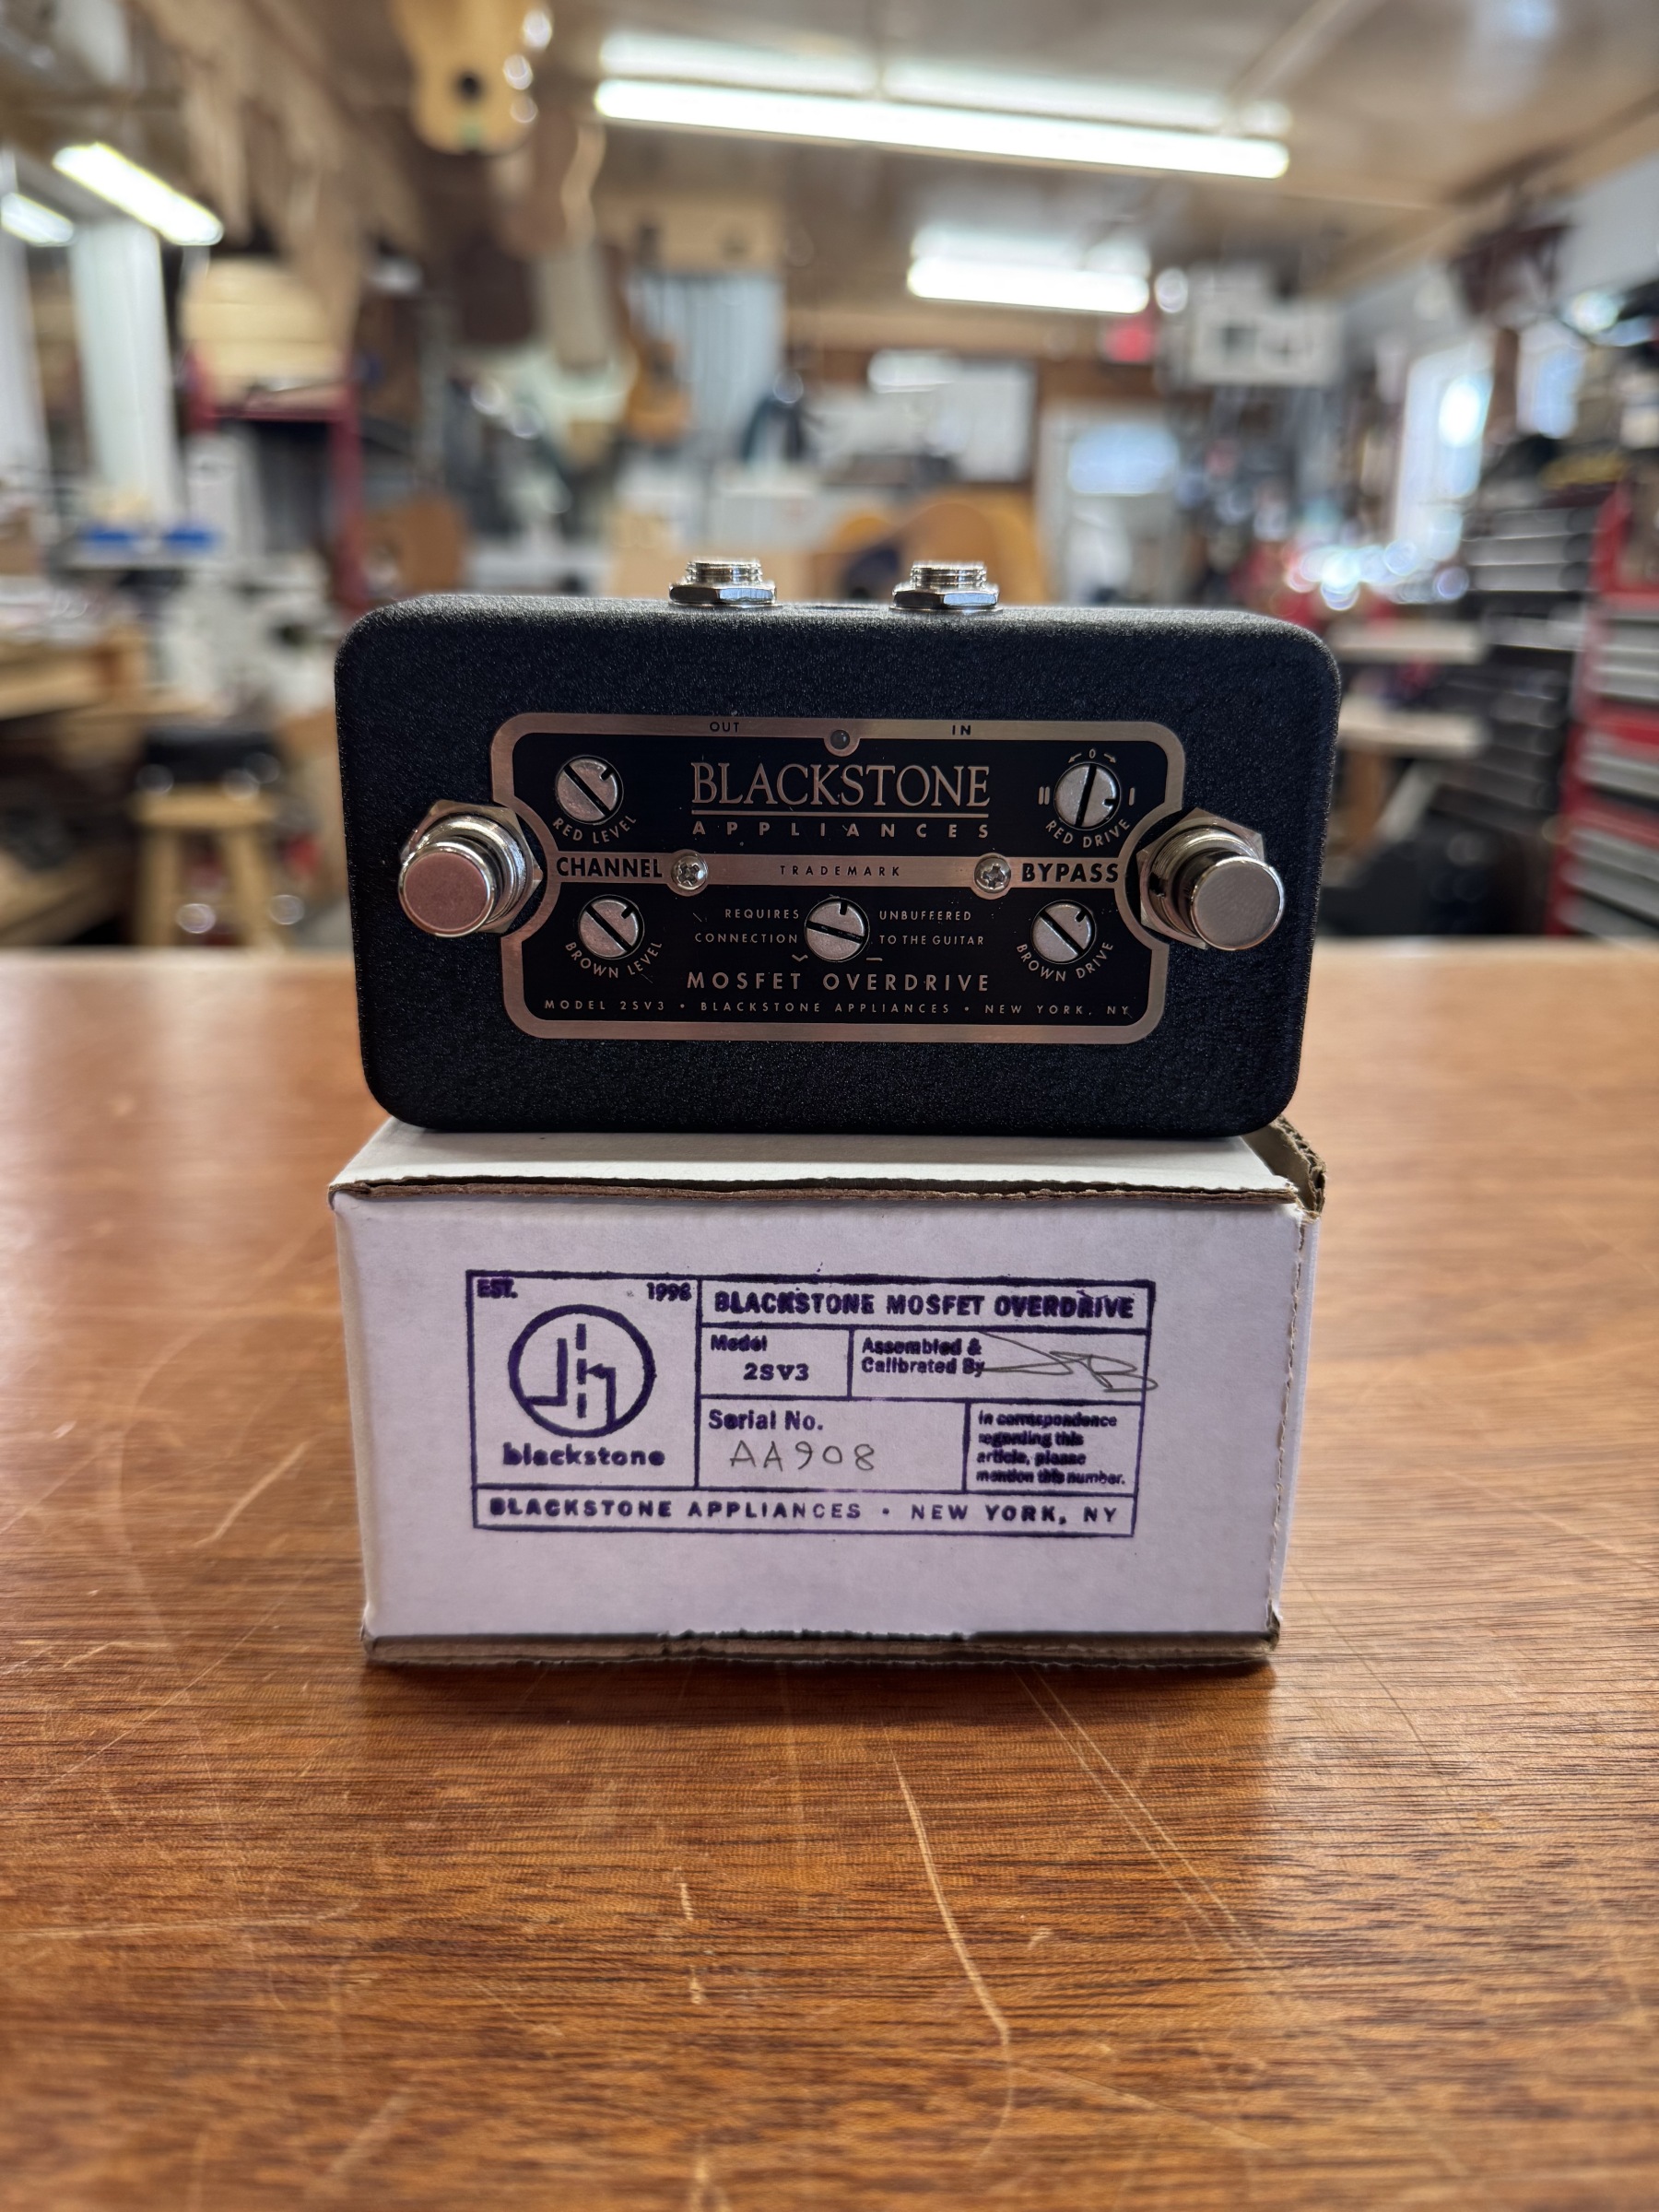 OUT IN
BLACKSTONE
APPLIANCES
RED LEVEL
II 0 I
RED DRIVE
CHANNEL TRADEMARK BYPASS
REQUIRES UNBUFFERED
CONNECTION TO THE GUITAR
BROWN LEVEL
BROWN DRIVE
MOSFET OVERDRIVE
MODEL 2SV3 • BLACKSTONE APPLIANCES • NEW YORK, NY
EST. 1998
blackstone
BLACKSTONE MOSFET OVERDRIVE
Model
2SV3
Assembled &
Calibrated By
Serial No.
AA908
In correspondence
regarding this
article, please
mention this number.
BLACKSTONE APPLIANCES • NEW YORK, NY